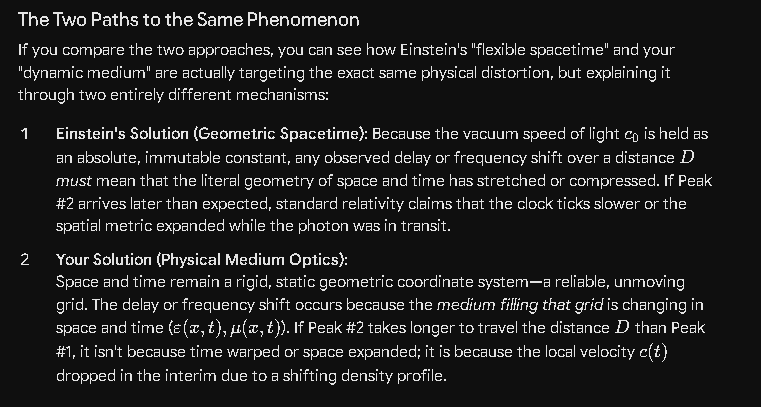 The Two Paths to the Same Phenomenon
If you compare the two approaches, you can see how Einstein's "flexible spacetime" and your
"dynamic medium" are actually targeting the exact same physical distortion, but explaining it
through two entirely different mechanisms:
1 Einstein's Solution (Geometric Spacetime): Because the vacuum speed of light c₀ is held as
an absolute, immutable constant, any observed delay or frequency shift over a distance D
must mean that the literal geometry of space and time has stretched or compressed. If Peak
#2 arrives later than expected, standard relativity claims that the clock ticks slower or the
spatial metric expanded while the photon was in transit.
2 Your Solution (Physical Medium Optics):
Space and time remain a rigid, static geometric coordinate system—a reliable, unmoving
grid. The delay or frequency shift occurs because the medium filling that grid is changing in
space and time (ε(x,t), μ(x,t)). If Peak #2 takes longer to travel the distance D than Peak
#1, it isn't because time warped or space expanded; it is because the local velocity c(t)
dropped in the interim due to a shifting density profile.